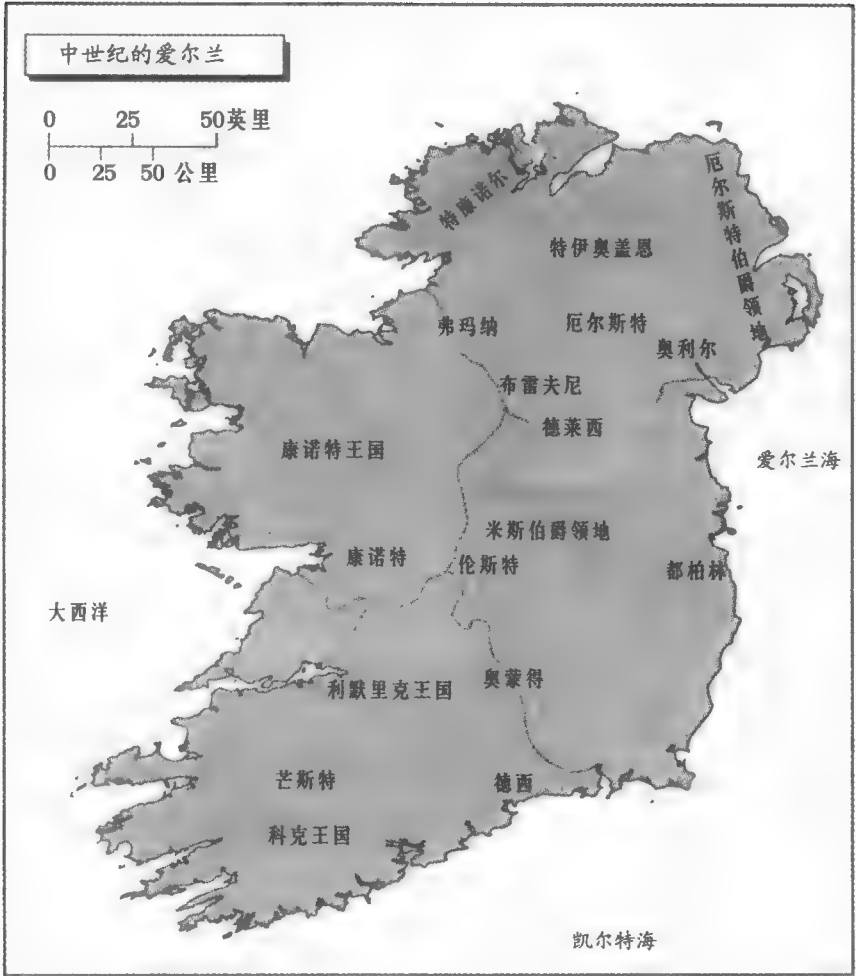 中世纪的爱尔兰
0 25 50英里
0 25 50 公里
特康诺尔
厄尔斯特伯爵领地
特伊奥盖恩
弗玛纳
厄尔斯特
奥利尔
布雷夫尼
德莱西
康诺特王国
爱尔兰海
米斯伯爵领地
康诺特
伦斯特
都柏林
大西洋
利默里克王国
奥蒙得
芒斯特
德西
科克王国
凯尔特海